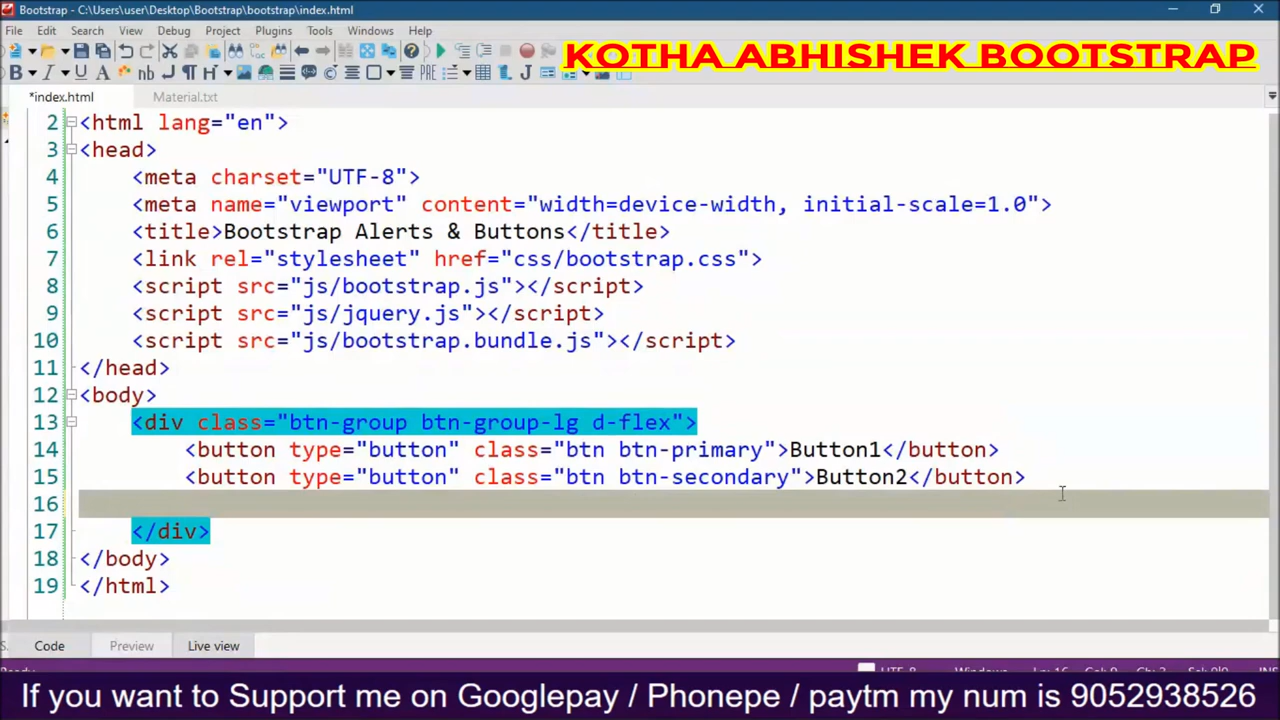 Bootstrap - C:\Users\user\Desktop\Bootstrap\bootstrap\index.html
File Edit Search View Debug Project Plugins Tools Windows Help
KOTHA ABHISHEK BOOTSTRAP
*index.html Material.txt
2 <html lang="en">
3 <head>
4 <meta charset="UTF-8">
5 <meta name="viewport" content="width=device-width, initial-scale=1.0">
6 <title>Bootstrap Alerts & Buttons</title>
7 <link rel="stylesheet" href="css/bootstrap.css">
8 <script src="js/bootstrap.js"></script>
9 <script src="js/jquery.js"></script>
10 <script src="js/bootstrap.bundle.js"></script>
11 </head>
12 <body>
13 <div class="btn-group btn-group-lg d-flex">
14 <button type="button" class="btn btn-primary">Button1</button>
15 <button type="button" class="btn btn-secondary">Button2</button>
16
17 </div>
18 </body>
19 </html>
Code Preview Live view
If you want to Support me on Googlepay / Phonepe / paytm my num is 9052938526